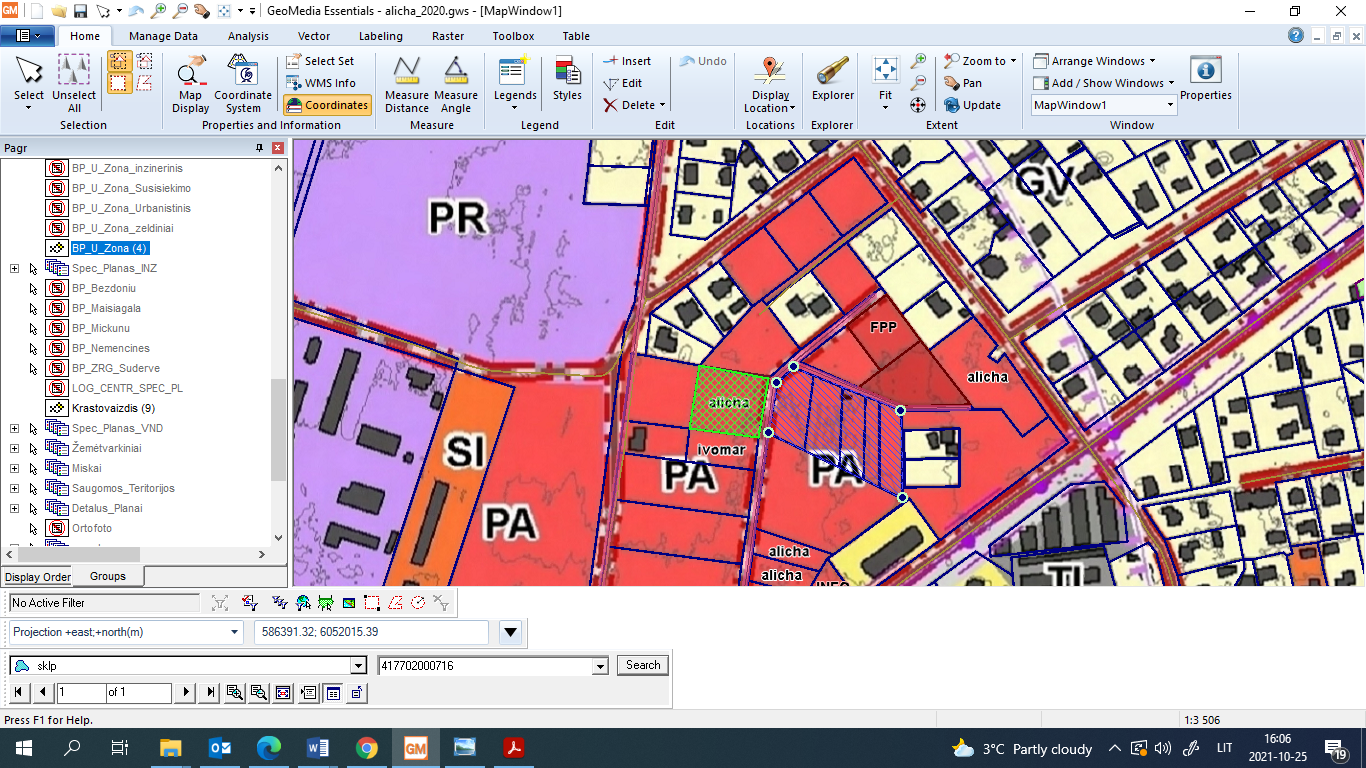 GM GeoMedia Essentials - alicha_2020.gws - [MapWindow1]
Home Manage Data Analysis Vector Labeling Raster Toolbox Table
Select Unselect All
Selection
Map Display Coordinate System Select Set WMS Info Coordinates
Properties and Information
Measure Distance Measure Angle
Measure
Legends Styles
Legend
Insert Edit Delete Undo
Edit
Display Location
Locations
Explorer
Explorer
Fit Zoom to Pan Update
Extent
Arrange Windows Add / Show Windows MapWindow1 Properties
Window
Pagr
BP_U_Zona_inzinerinis
BP_U_Zona_Susisiekimo
BP_U_Zona_Urbanistinis
BP_U_Zona_zeldiniai
BP_U_Zona (4)
Spec_Planas_INZ
BP_Bezdoniu
BP_Maisiagala
BP_Mickunu
BP_Nemencines
BP_ZRG_Suderve
LOG_CENTR_SPEC_PL
Krastovaizdis (9)
Spec_Planas_VND
Žemėtvarkiniai
Miskai
Saugomos_Teritorijos
Detalus_Planai
Ortofoto
Display Order Groups
PR
GV
FPP
alicha
alicha
Ivomar
SI
PA
PA
PA
alicha
alicha
TI
No Active Filter
Projection +east;+north(m) 586391.32; 6052015.39
sklp 417702000716 Search
1 of 1
Press F1 for Help. 1:3 506
3°C Partly cloudy LIT 16:06
2021-10-25 19